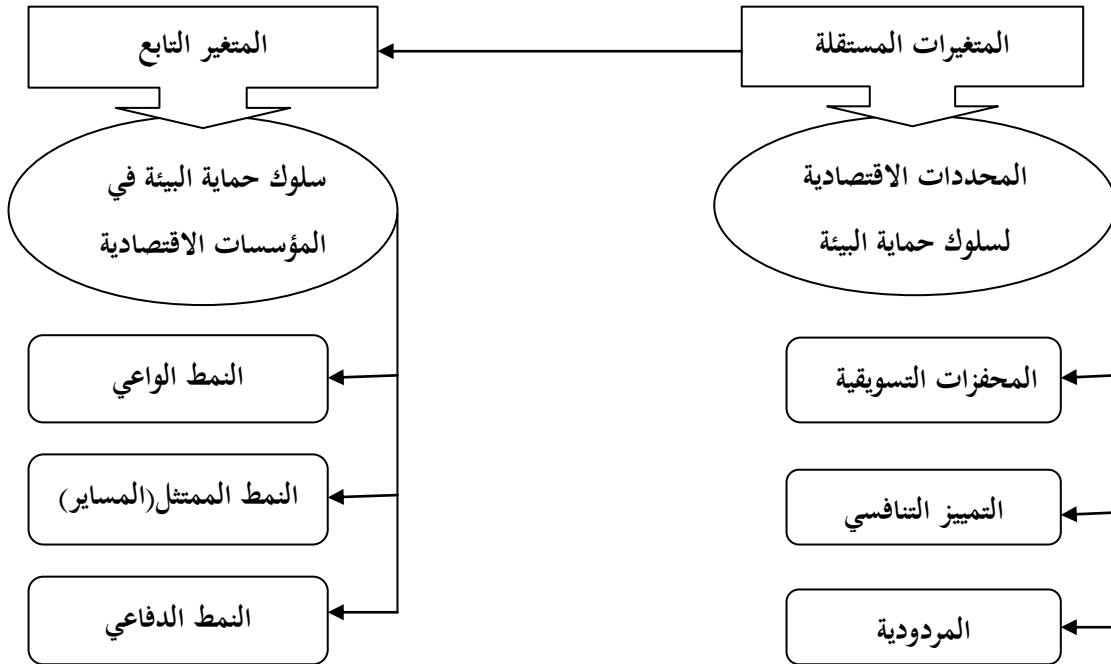 المتغيرات المستقلة
المتغير التابع
المحددات الاقتصادية
لسلوك حماية البيئة
سلوك حماية البيئة في
المؤسسات الاقتصادية
المحفزات التسويقية
التمييز التنافسي
المردودية
النمط الواعي
النمط الممتثل(المساير)
النمط الدفاعي